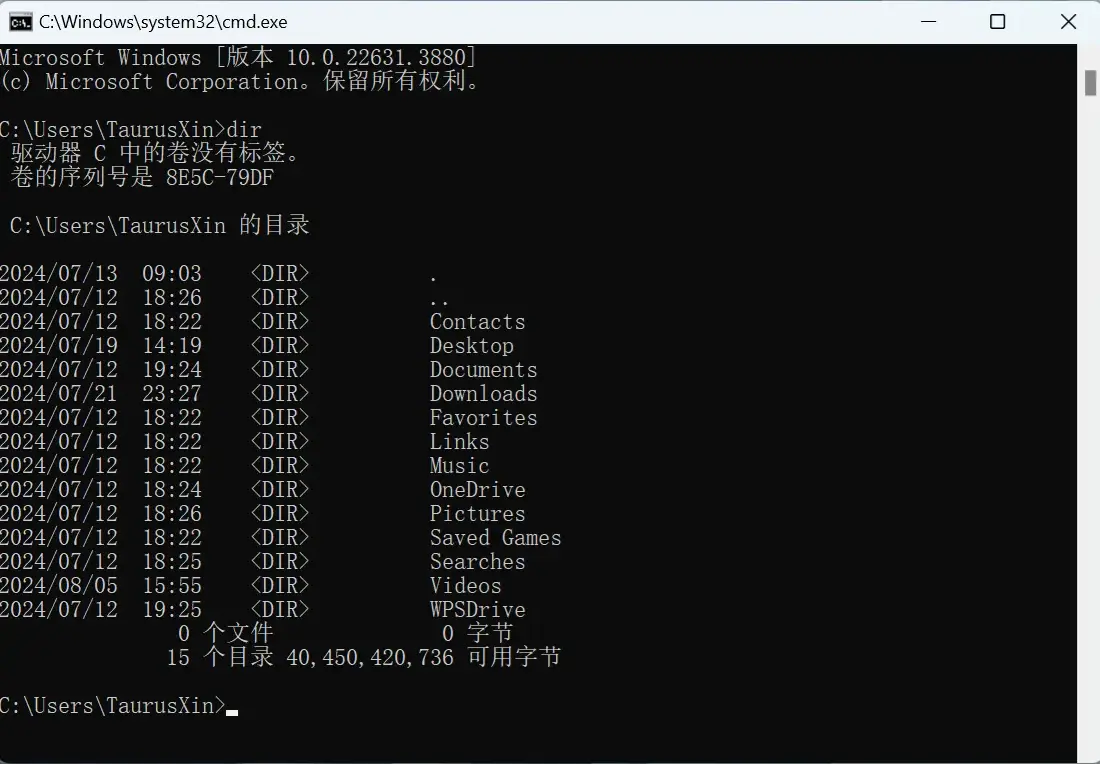 C:\Windows\system32\cmd.exe
Microsoft Windows [版本 10.0.22631.3880]
(c) Microsoft Corporation。保留所有权利。
C:\Users\TaurusXin>dir
驱动器 C 中的卷没有标签。
卷的序列号是 8E5C-79DF
C:\Users\TaurusXin 的目录
2024/07/13  09:03    <DIR>          .
2024/07/12  18:26    <DIR>          ..
2024/07/12  18:22    <DIR>          Contacts
2024/07/19  14:19    <DIR>          Desktop
2024/07/12  19:24    <DIR>          Documents
2024/07/21  23:27    <DIR>          Downloads
2024/07/12  18:22    <DIR>          Favorites
2024/07/12  18:22    <DIR>          Links
2024/07/12  18:22    <DIR>          Music
2024/07/12  18:24    <DIR>          OneDrive
2024/07/12  18:26    <DIR>          Pictures
2024/07/12  18:22    <DIR>          Saved Games
2024/07/12  18:25    <DIR>          Searches
2024/08/05  15:55    <DIR>          Videos
2024/07/12  19:25    <DIR>          WPSDrive
0 个文件              0 字节
15 个目录 40,450,420,736 可用字节
C:\Users\TaurusXin>